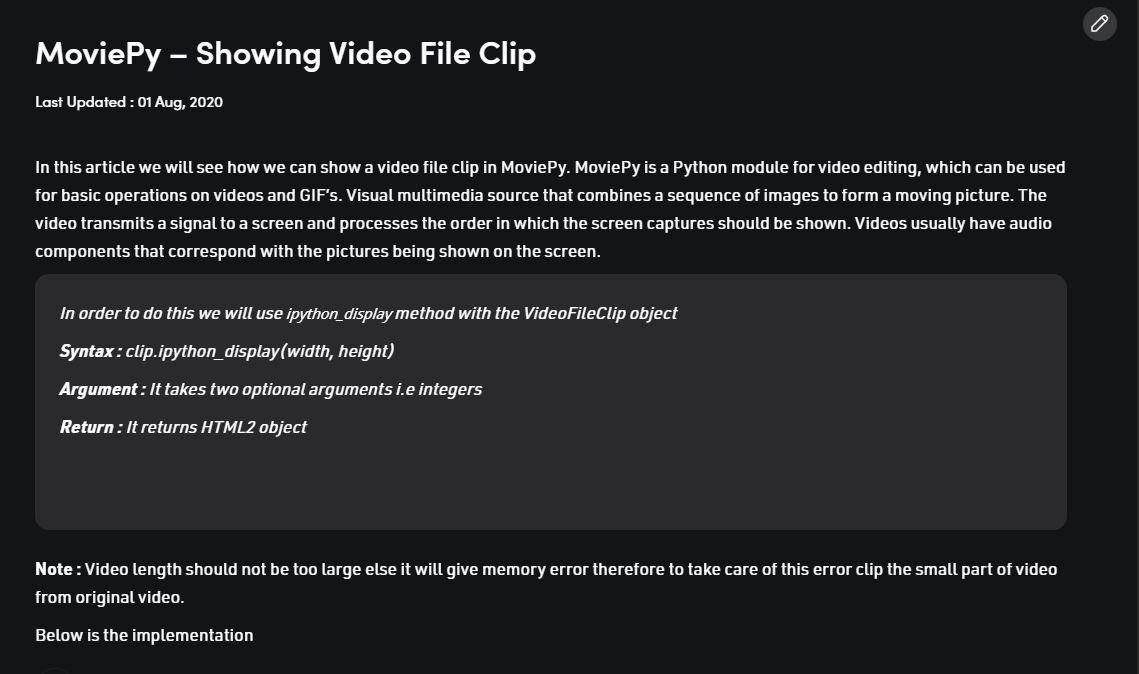 MoviePy – Showing Video File Clip
Last Updated : 01 Aug, 2020
In this article we will see how we can show a video file clip in MoviePy. MoviePy is a Python module for video editing, which can be used
for basic operations on videos and GIF’s. Visual multimedia source that combines a sequence of images to form a moving picture. The
video transmits a signal to a screen and processes the order in which the screen captures should be shown. Videos usually have audio
components that correspond with the pictures being shown on the screen.
In order to do this we will use ipython_display method with the VideoFileClip object
Syntax : clip.ipython_display(width, height)
Argument : It takes two optional arguments i.e integers
Return : It returns HTML2 object
Note : Video length should not be too large else it will give memory error therefore to take care of this error clip the small part of video
from original video.
Below is the implementation